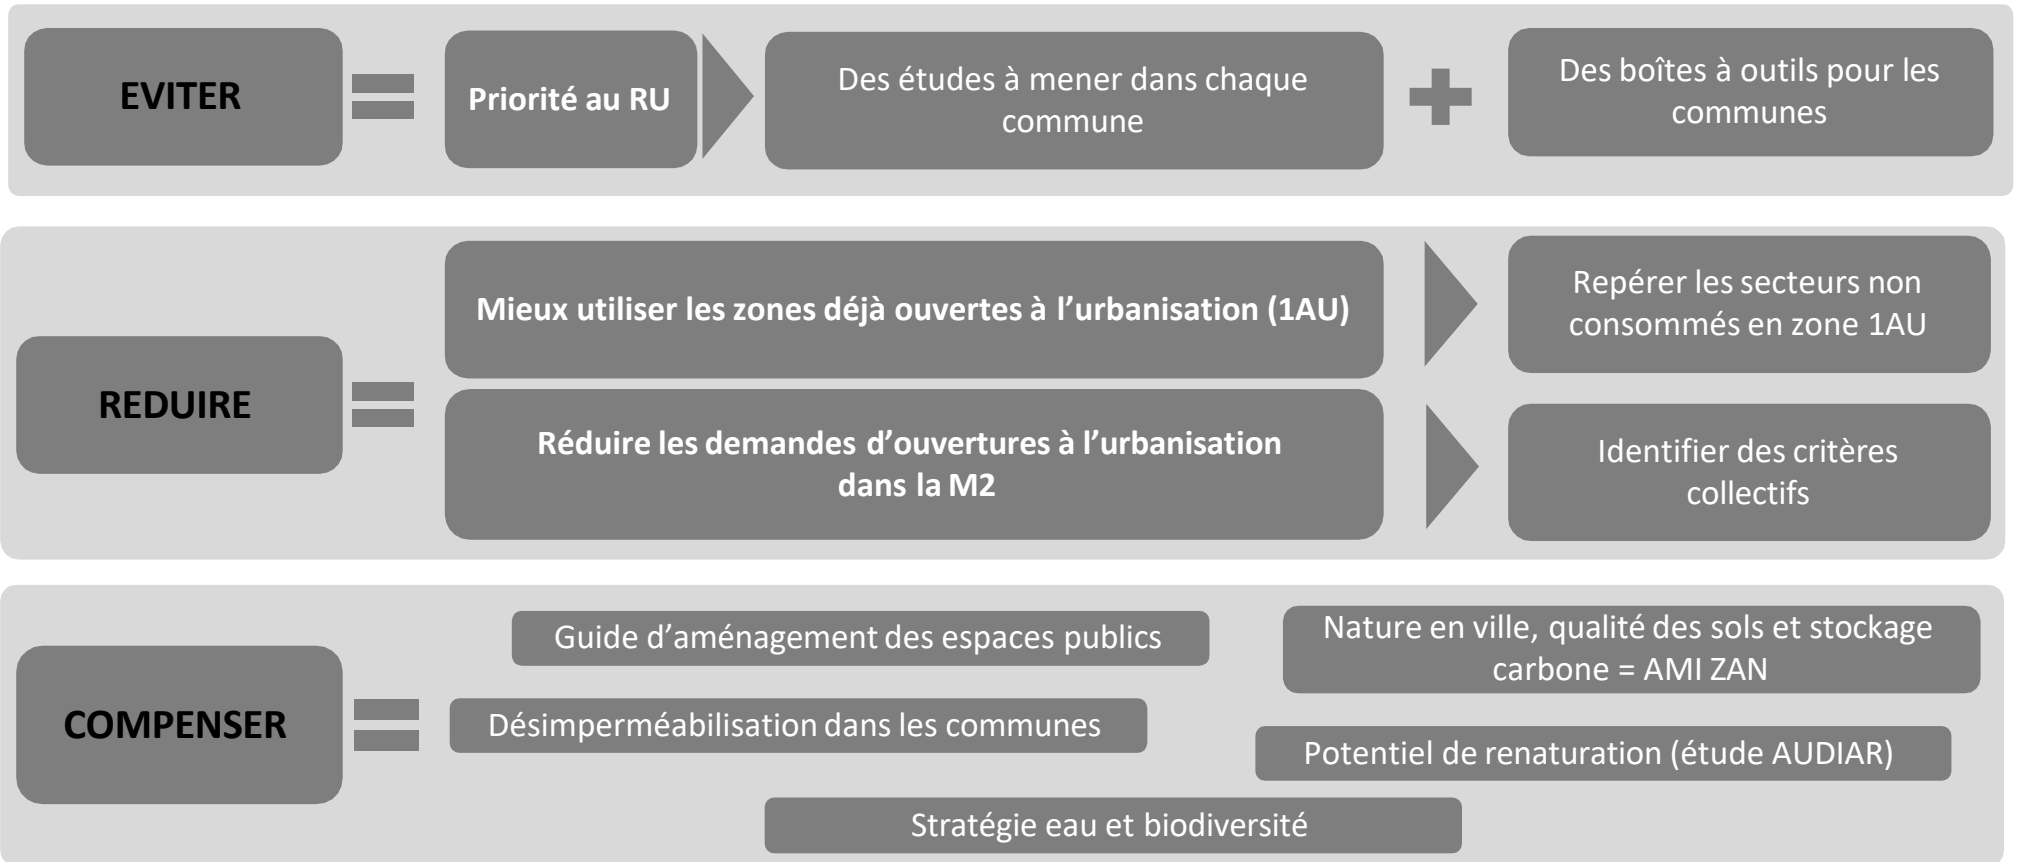 EVITER
Priorité au RU
Des études à mener dans chaque
commune
Des boîtes à outils pour les
communes
REDUIRE
Mieux utiliser les zones déjà ouvertes à l’urbanisation (1AU)
Repérer les secteurs non
consommés en zone 1AU
Réduire les demandes d’ouvertures à l’urbanisation
dans la M2
Identifier des critères
collectifs
COMPENSER
Guide d’aménagement des espaces publics
Nature en ville, qualité des sols et stockage
carbone = AMI ZAN
Désimperméabilisation dans les communes
Potentiel de renaturation (étude AUDIAR)
Stratégie eau et biodiversité